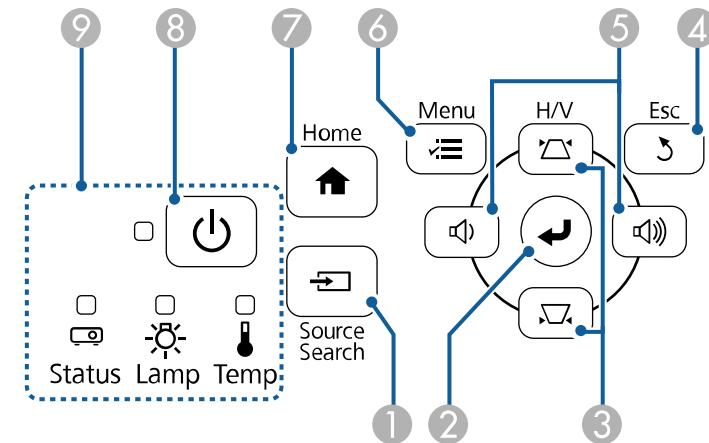 9 8 7 6 5 4
Menu H/V Esc
Home
Source
Search
Status Lamp Temp
1 2 3